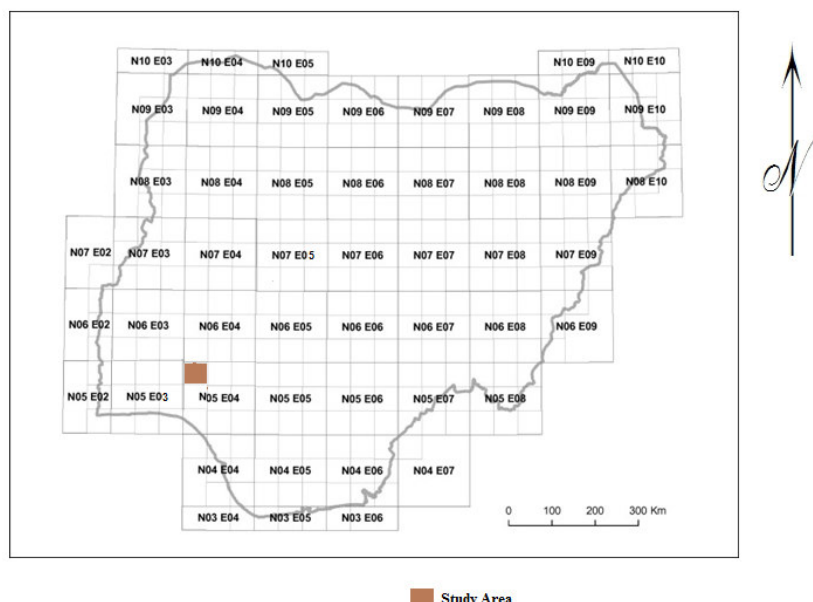 N10 E03 N10 E04 N10 E05 N10 E09 N10 E10
N09 E03 N09 E04 N09 E05 N09 E06 N09 E07 N09 E08 N09 E09 N09 E10
N08 E03 N08 E04 N08 E05 N08 E06 N08 E07 N08 E08 N08 E09 N08 E10
N07 E02 N07 E03 N07 E04 N07 E05 N07 E06 N07 E07 N07 E08 N07 E09
N06 E02 N06 E03 N06 E04 N06 E05 N06 E06 N06 E07 N06 E08 N06 E09
N05 E02 N05 E03 N05 E04 N05 E05 N05 E06 N05 E07 N05 E08
N04 E04 N04 E05 N04 E06 N04 E07
N03 E04 N03 E05 N03 E06
0 100 200 300 Km
N
Study Area